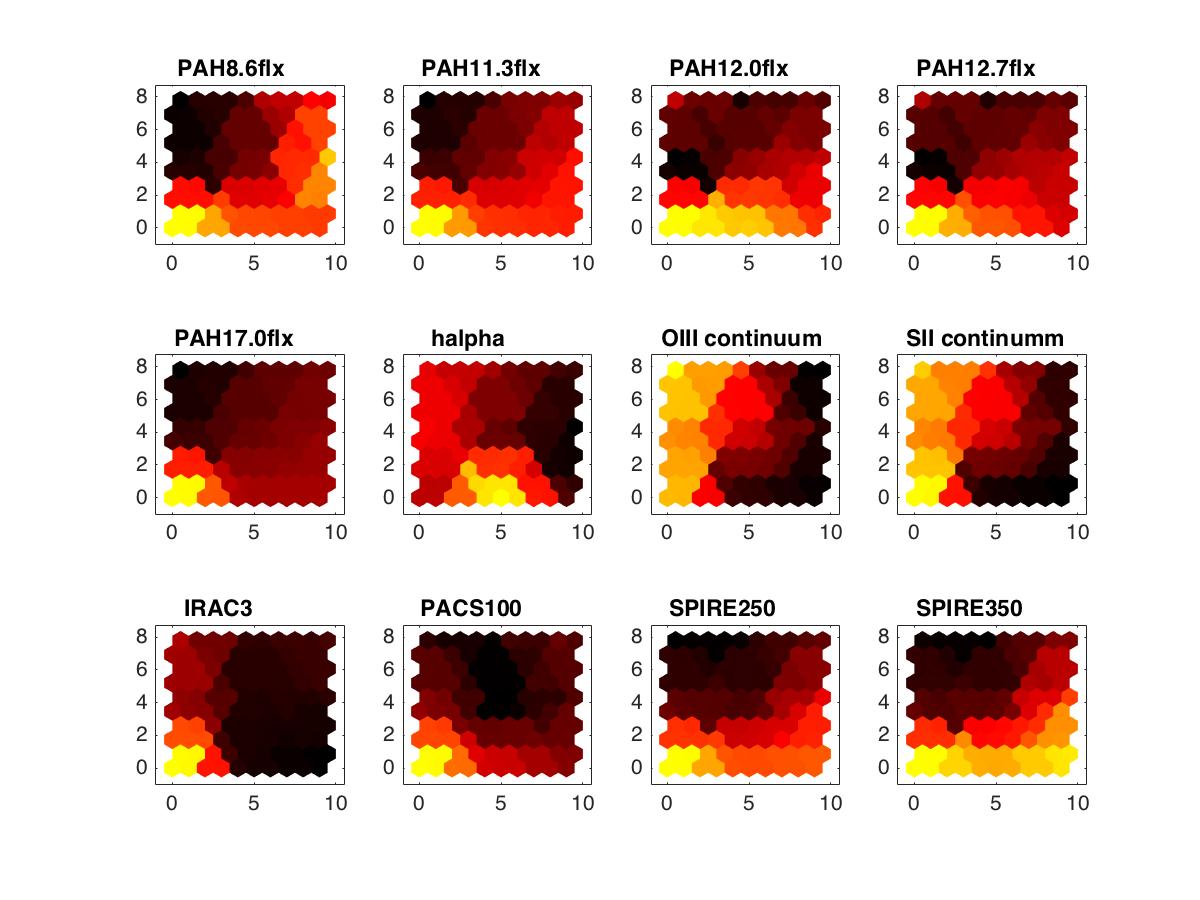 PAH8.6flx PAH11.3flx PAH12.0flx PAH12.7flx
8 8 8 8
6 6 6 6
4 4 4 4
2 2 2 2
0 0 0 0
0 5 10 0 5 10 0 5 10 0 5 10
PAH17.0flx halpha OIII continuum SII continumm
8 8 8 8
6 6 6 6
4 4 4 4
2 2 2 2
0 0 0 0
0 5 10 0 5 10 0 5 10 0 5 10
IRAC3 PACS100 SPIRE250 SPIRE350
8 8 8 8
6 6 6 6
4 4 4 4
2 2 2 2
0 0 0 0
0 5 10 0 5 10 0 5 10 0 5 10